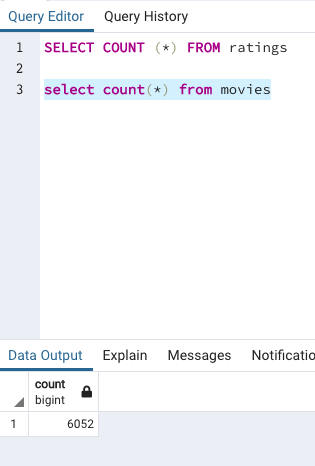 Query Editor Query History
1 SELECT COUNT (*) FROM ratings
2
3 select count(*) from movies
Data Output Explain Messages Notificatio
count
bigint
1 6052